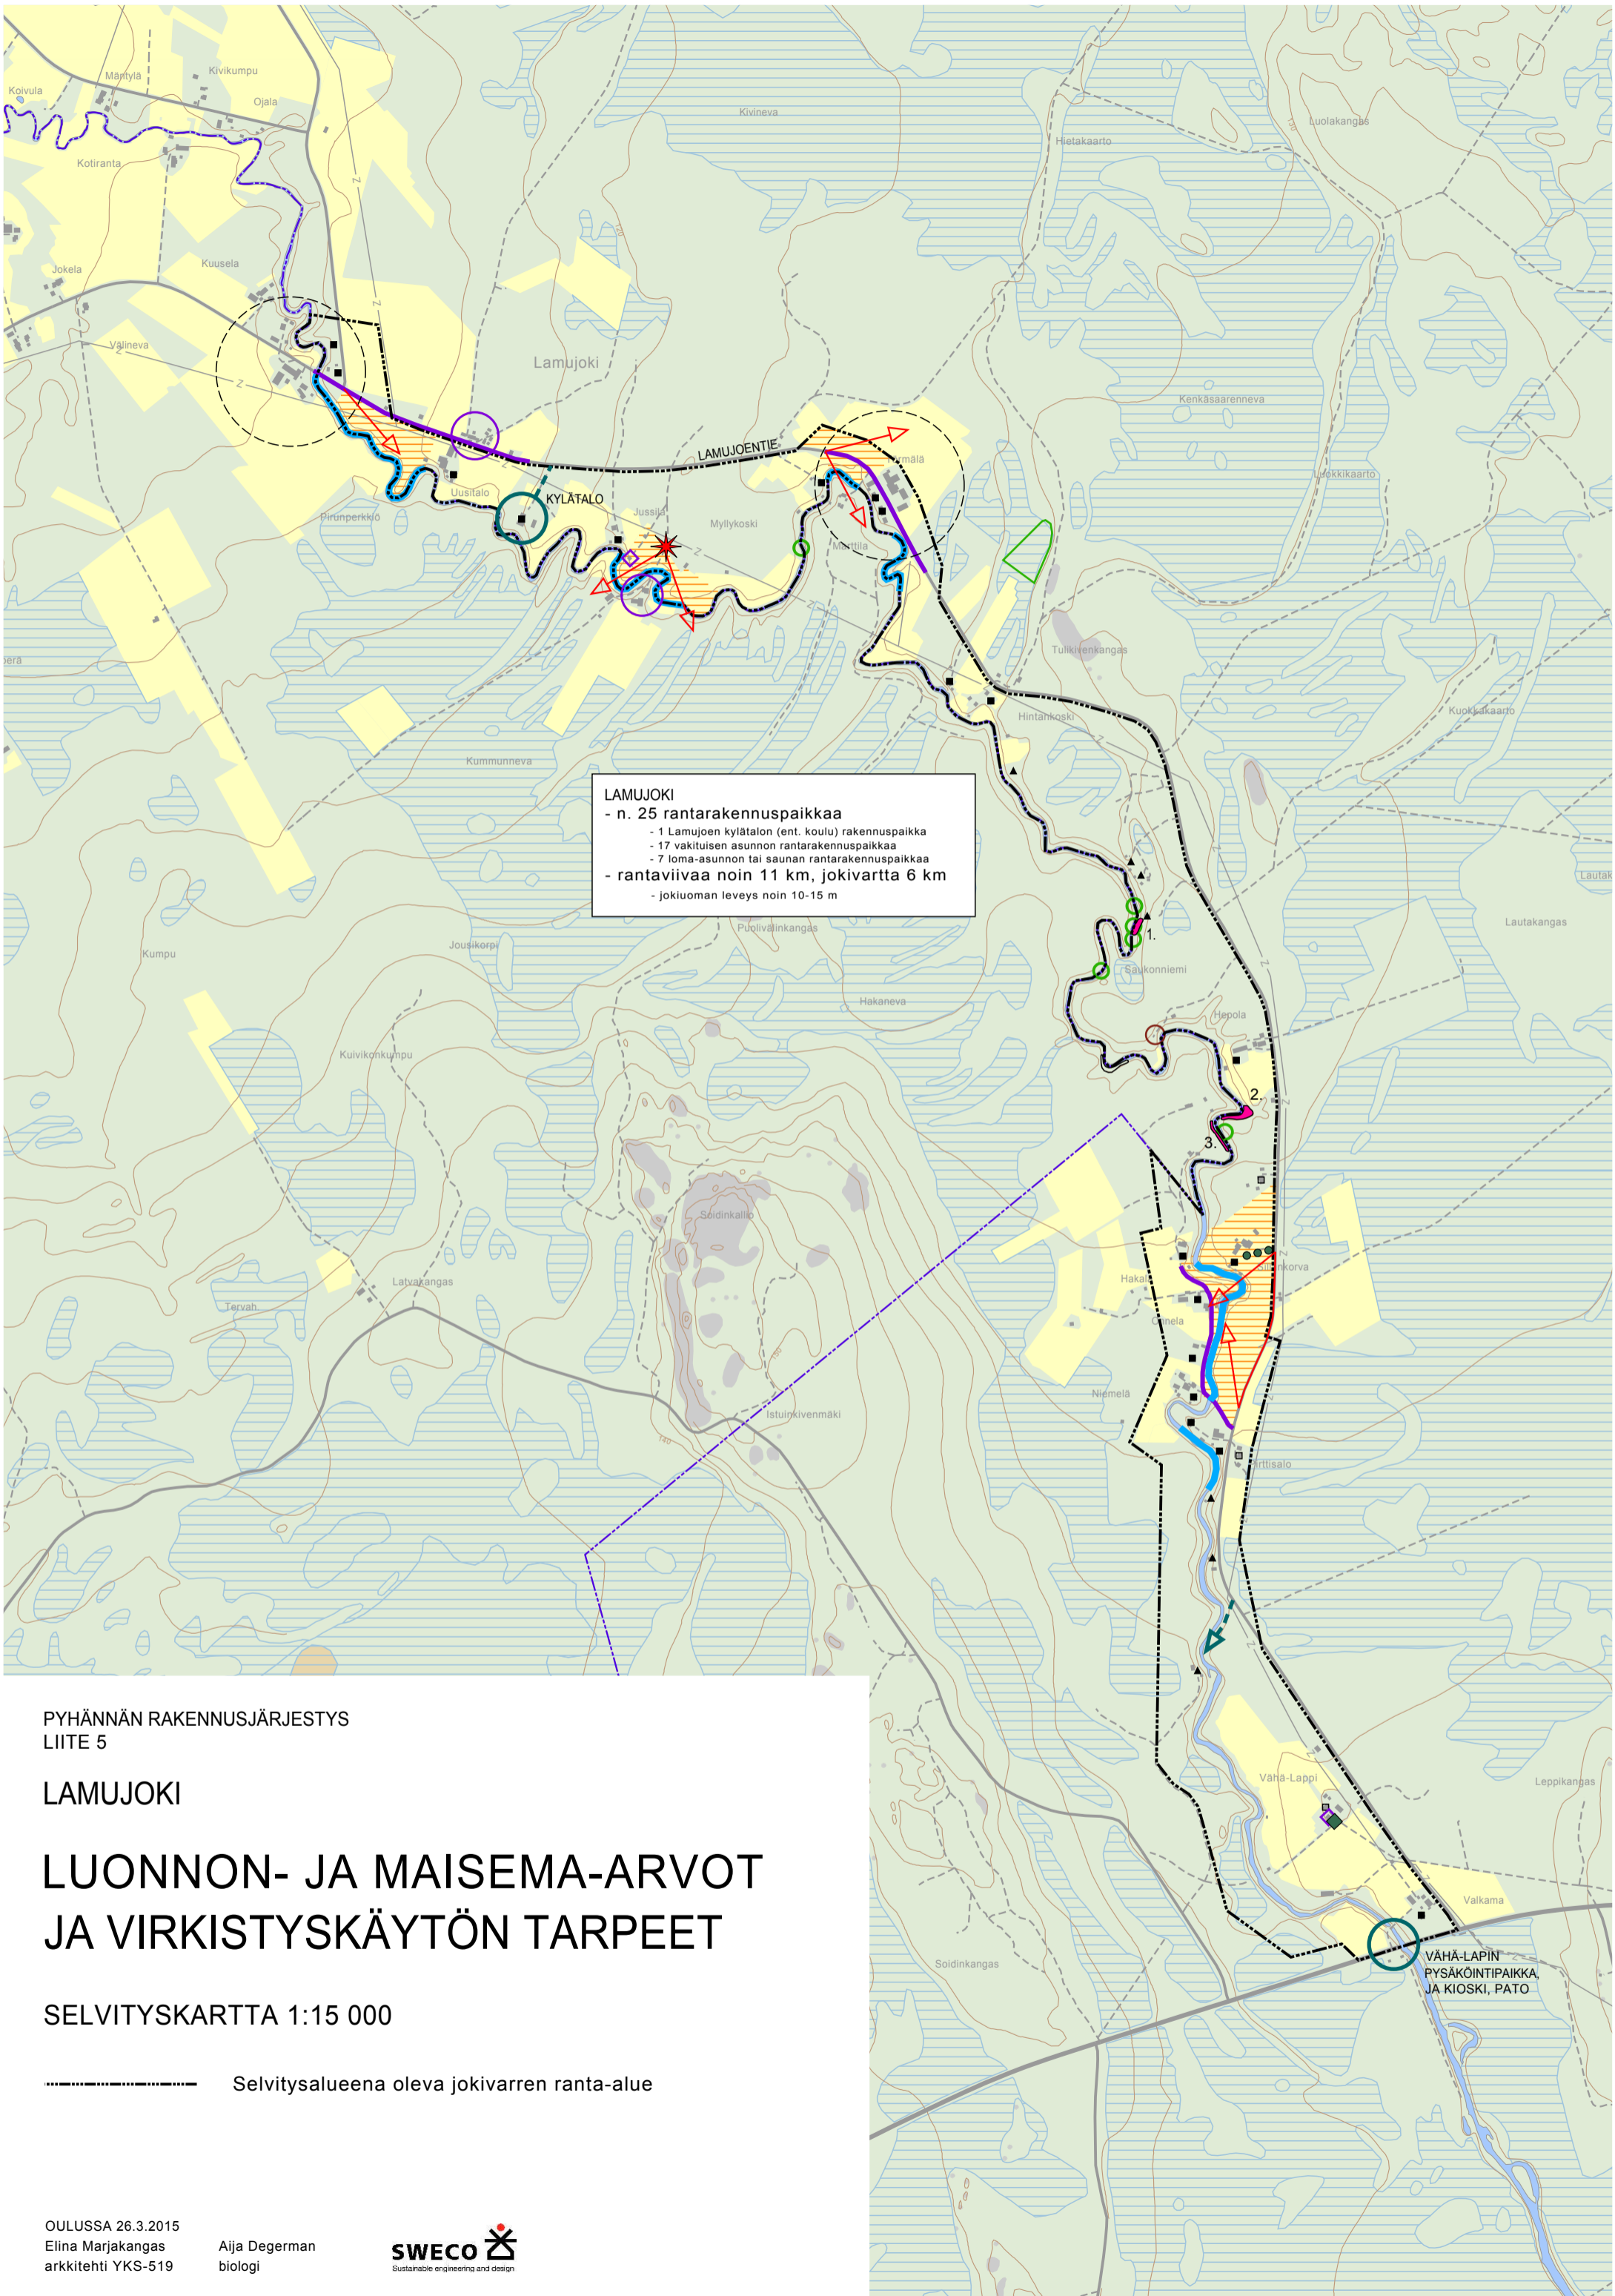 Mäntylä
Kivikumpu
Koivula
Ojala
Kivineva
Luolakangas
Hietakaarto
Kotiranta
Kuusela
Jokela
Välineva
Lamujoki
Kenkäsaarenneva
LAMUJOENTIE
Luokkikaarto
Uusitalo
KYLÄTALO
Pirunperkkiö
Jussila
Myllykoski
Marttila
Tulikivenkangas
Hintankoski
Kuokkakaarto
Kummunneva
LAMUJOKI
- n. 25 rantarakennuspaikkaa
- 1 Lamujoen kylätalon (ent. koulu) rakennuspaikka
- 17 vakituisen asunnon rantarakennuspaikkaa
- 7 loma-asunnon tai saunan rantarakennuspaikkaa
- rantaviivaa noin 11 km, jokivartta 6 km
- jokiuoman leveys noin 10-15 m
Puolivälinkangas
Lautakangas
1.
Kumpu
Jousikorpi
Saukonniemi
Hakaneva
Hepola
Kuivikonkumpu
2.
3.
Soidinkallio
Latvakangas
Tervah
Niemelä
Istuinkivenmäki
140
Vähä-Lappi
Leppikangas
Valkama
Soidinkangas
VÄHÄ-LAPIN
PYSÄKÖINTIPAIKKA,
JA KIOSKI, PATO
PYHÄNNÄN RAKENNUSJÄRJESTYS
LIITE 5
LAMUJOKI
LUONNON- JA MAISEMA-ARVOT
JA VIRKISTYSKÄYTÖN TARPEET
SELVITYSKARTTA 1:15 000
Selvitysalueena oleva jokivarren ranta-alue
OULUSSA 26.3.2015
Elina Marjakangas
arkkitehti YKS-519
Aija Degerman
biologi
SWECO
Sustainable engineering and design